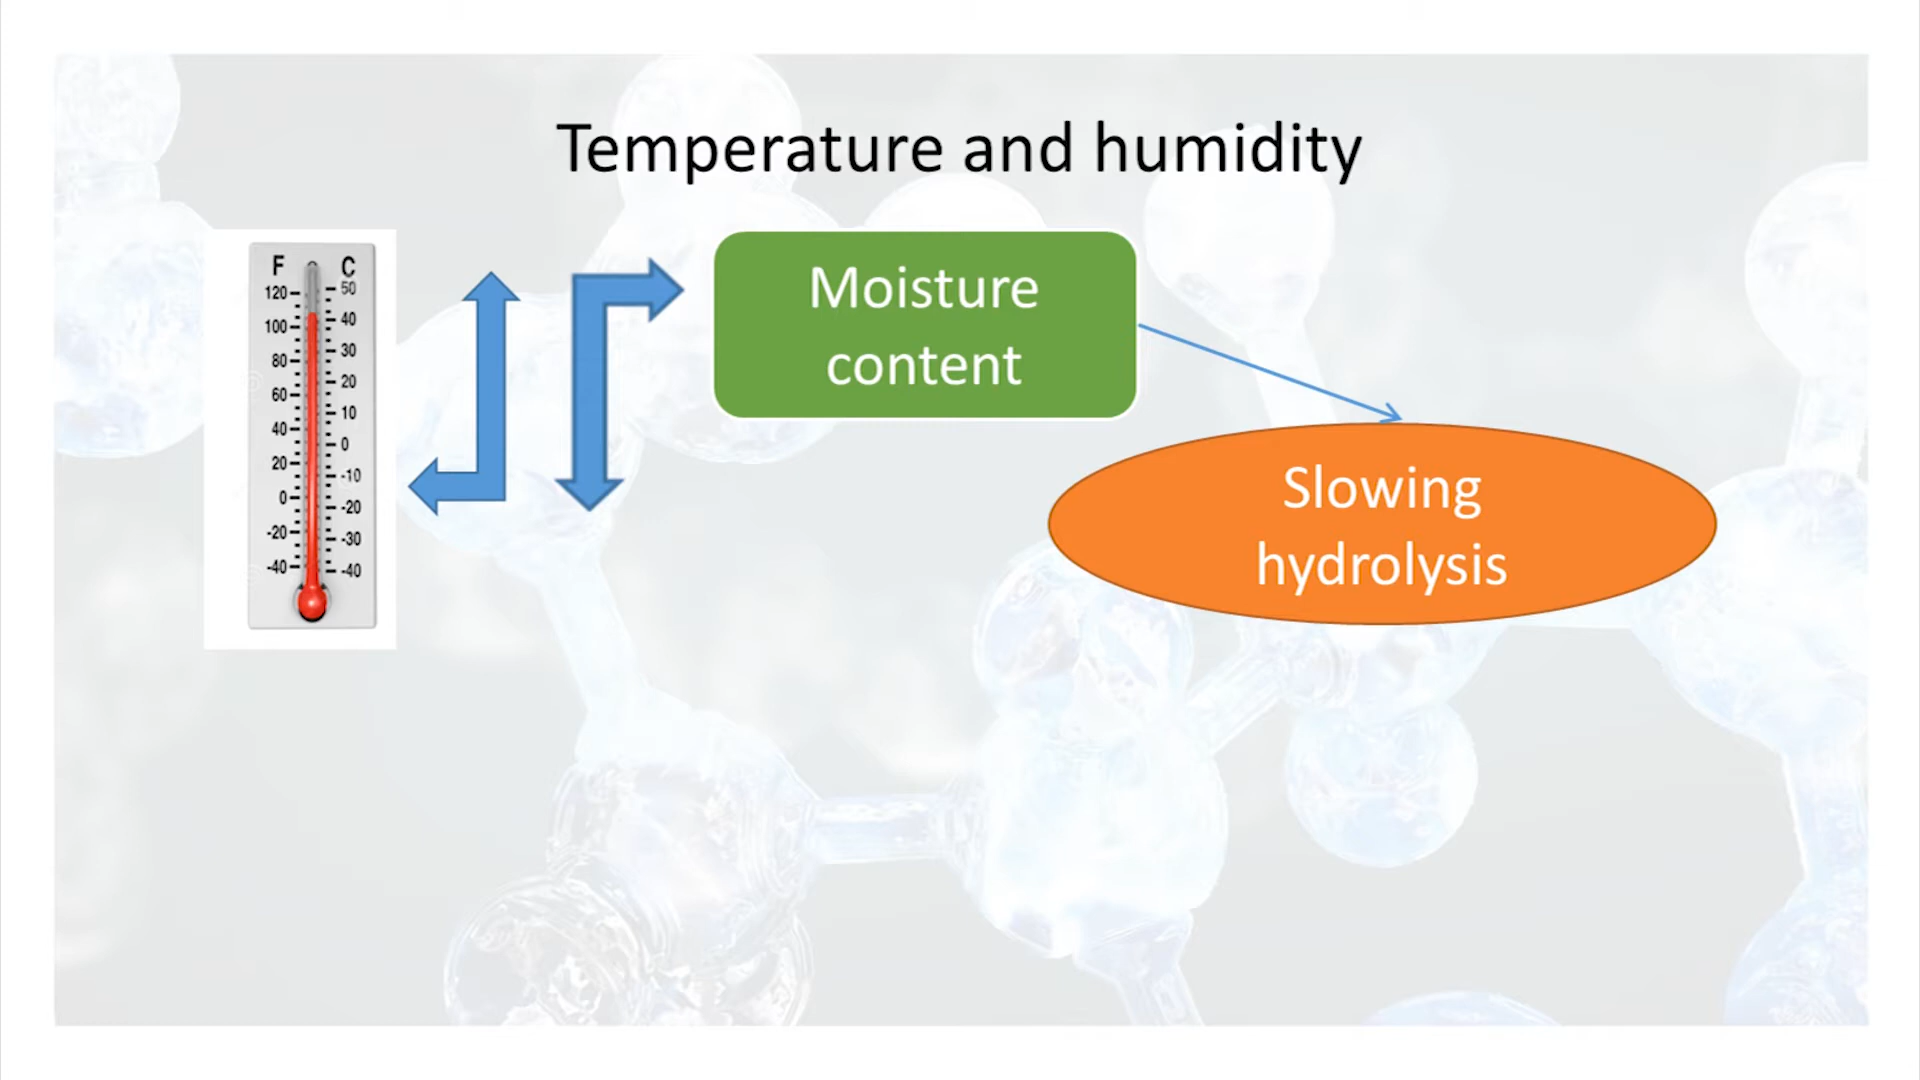 Temperature and humidity
F C
120 50
100 40
80 30
60 20
40 10
20 0
0 -10
-20 -20
-40 -30
-40
Moisture
content
Slowing
hydrolysis